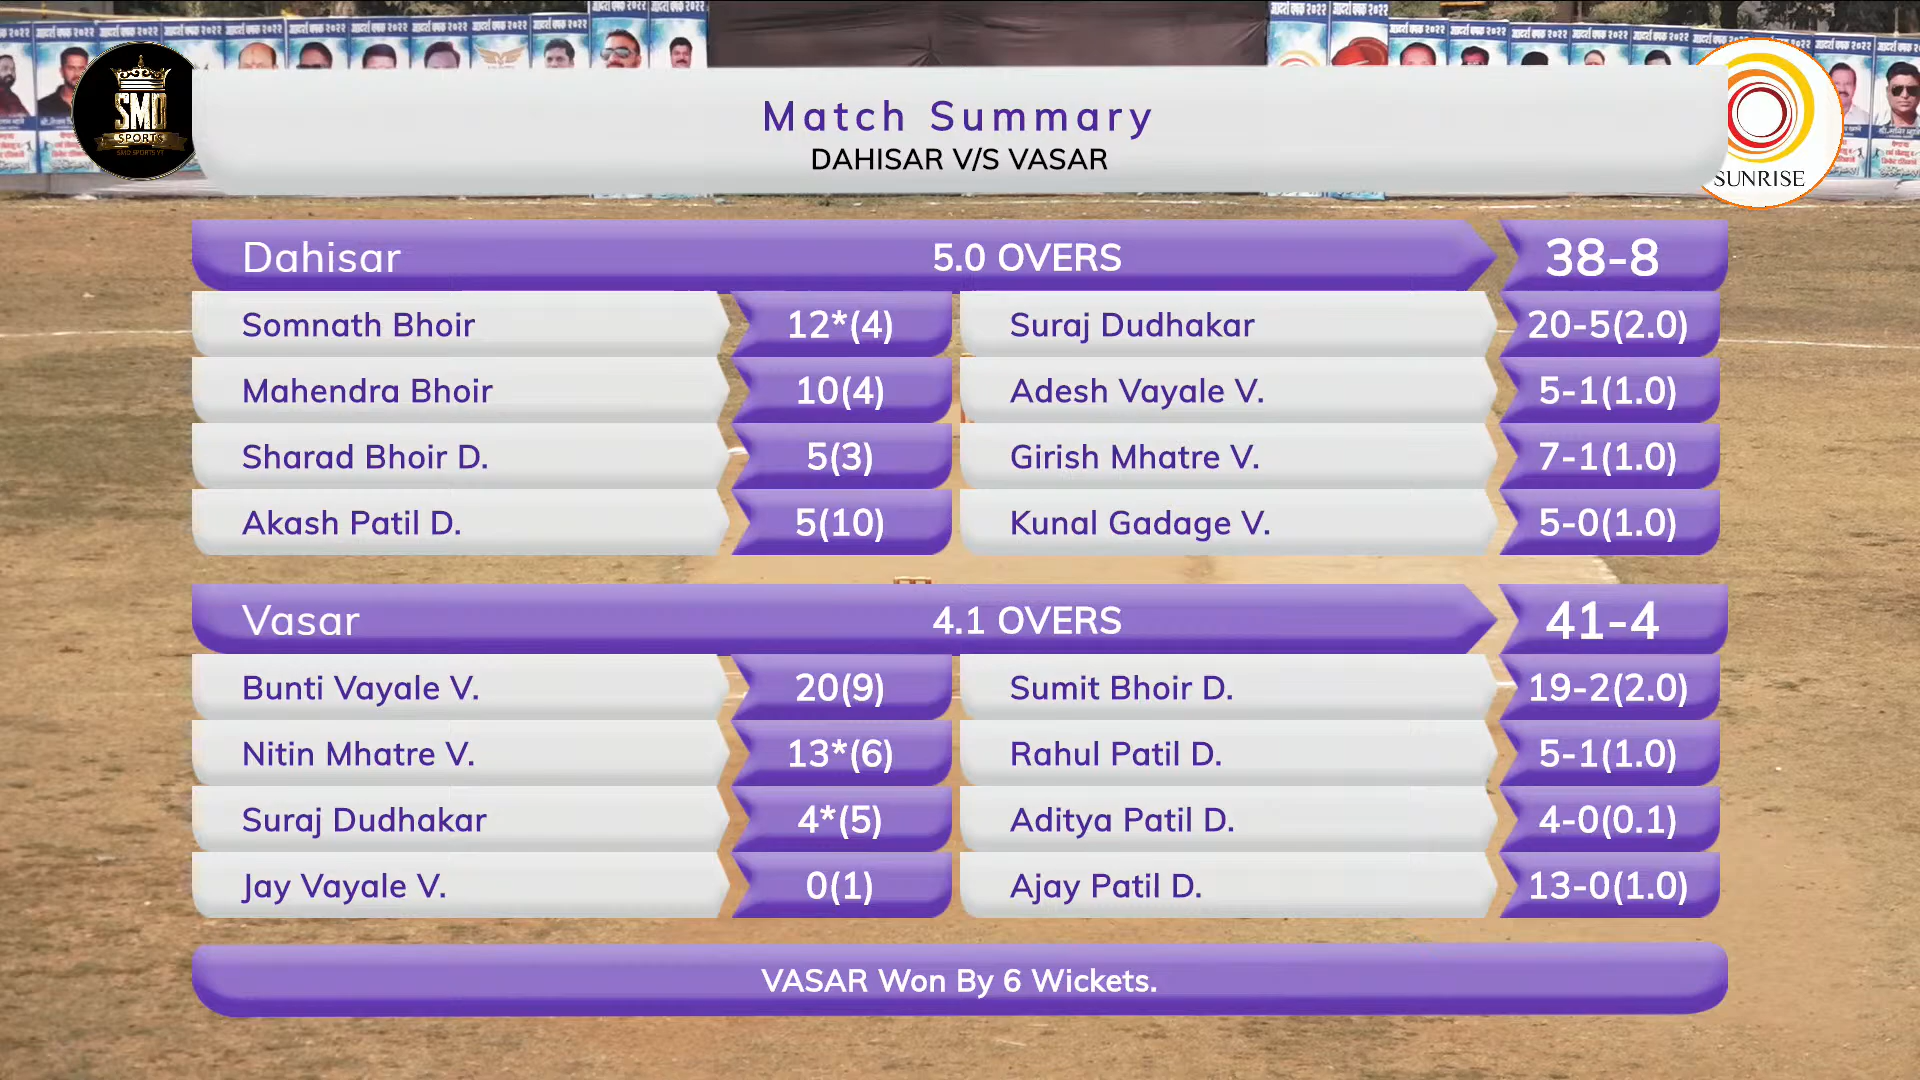 SMO
SPORTS
SUNRISE
Match Summary
DAHISAR V/S VASAR
Dahisar 5.0 OVERS 38-8
Somnath Bhoir 12*(4) Suraj Dudhakar 20-5(2.0)
Mahendra Bhoir 10(4) Adesh Vayale V. 5-1(1.0)
Sharad Bhoir D. 5(3) Girish Mhatre V. 7-1(1.0)
Akash Patil D. 5(10) Kunal Gadage V. 5-0(1.0)
Vasar 4.1 OVERS 41-4
Bunti Vayale V. 20(9) Sumit Bhoir D. 19-2(2.0)
Nitin Mhatre V. 13*(6) Rahul Patil D. 5-1(1.0)
Suraj Dudhakar 4*(5) Aditya Patil D. 4-0(0.1)
Jay Vayale V. 0(1) Ajay Patil D. 13-0(1.0)
VASAR Won By 6 Wickets.